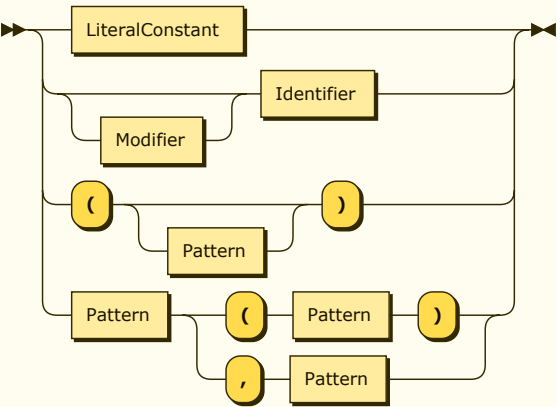 LiteralConstant
Identifier
Modifier
( )
Pattern
Pattern ( Pattern )
, Pattern